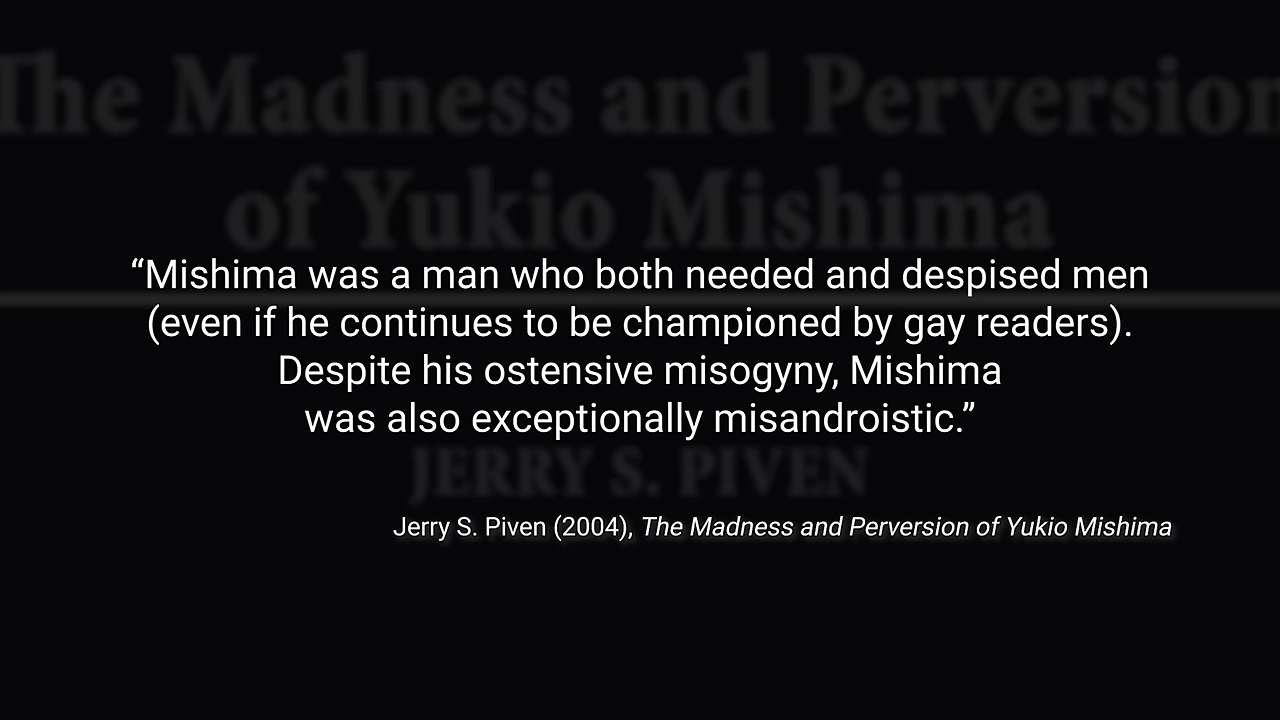 The Madness and Perversion
of Yukio Mishima
“Mishima was a man who both needed and despised men
(even if he continues to be championed by gay readers).
Despite his ostensive misogyny, Mishima
was also exceptionally misandroistic.”
JERRY S. PIVEN
Jerry S. Piven (2004), The Madness and Perversion of Yukio Mishima